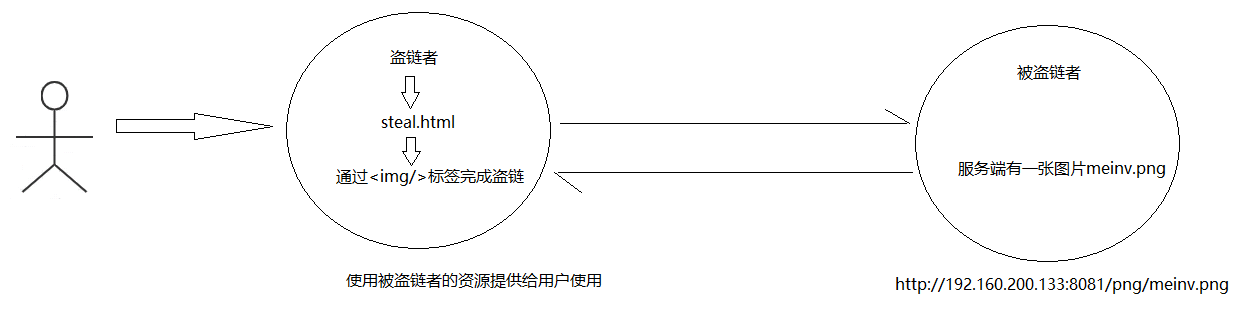 盗链者
steal.html
通过<img/>标签完成盗链
使用被盗链者的资源提供给用户使用
被盗链者
服务端有一张图片meinv.png
http://192.160.200.133:8081/png/meinv.png